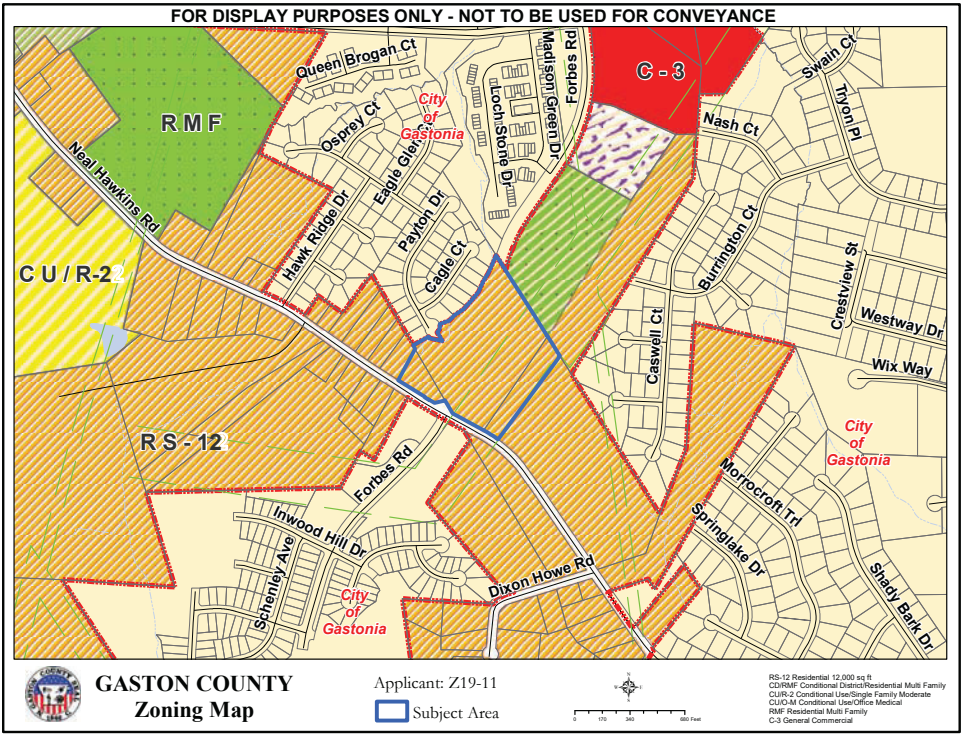 FOR DISPLAY PURPOSES ONLY - NOT TO BE USED FOR CONVEYANCE
Queen Brogan Ct
Madison Green Dr
Forbes Rd
C - 3
Swain Ct
Tryon Pl
RMF
City
of
Gastonia
Osprey Ct
Eagle Glen Ct
Loch Stone Dr
Nash Ct
Neal Hawkins Rd
Hawk Ridge Dr
Payton Dr
Cagle Ct
Burrington Ct
Crestview St
CU/R-2
Westway Dr
Caswell Ct
Wix Way
RS-12
Forbes Rd
City
of
Gastonia
Morrocroft Trl
Inwood Hill Dr
Springlake Dr
Schenley Ave
Dixon Howe Rd
Shady Bark Dr
City
of
Gastonia
GASTON COUNTY
Zoning Map
Applicant: Z19-11
Subject Area
0 170 340 680 Feet
RS-12 Residential 12,000 sq ft
CD/RMF Conditional District/Residential Multi Family
CU/R-2 Conditional Use/Single Family Moderate
CU/O-M Conditional Use/Office Medical
RMF Residential Multi Family
C-3 General Commercial